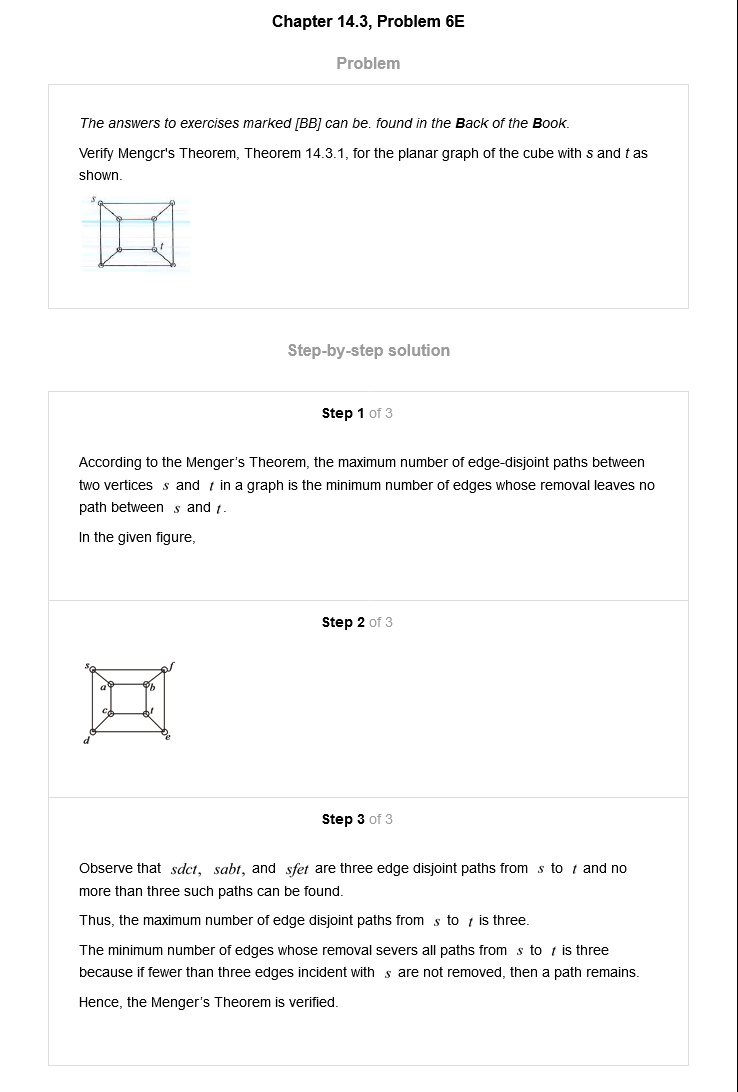 Chapter 14.3, Problem 6E
Problem
The answers to exercises marked [BB] can be. found in the Back of the Book.
Verify Mengcr's Theorem, Theorem 14.3.1, for the planar graph of the cube with s and t as
shown.
s
t
Step-by-step solution
Step 1 of 3
According to the Menger's Theorem, the maximum number of edge-disjoint paths between
two vertices s and t in a graph is the minimum number of edges whose removal leaves no
path between s and t.
In the given figure,
Step 2 of 3
s f
a b
c t
d e
Step 3 of 3
Observe that sdct, sabt, and sfet are three edge disjoint paths from s to t and no
more than three such paths can be found.
Thus, the maximum number of edge disjoint paths from s to t is three.
The minimum number of edges whose removal severs all paths from s to t is three
because if fewer than three edges incident with s are not removed, then a path remains.
Hence, the Menger's Theorem is verified.